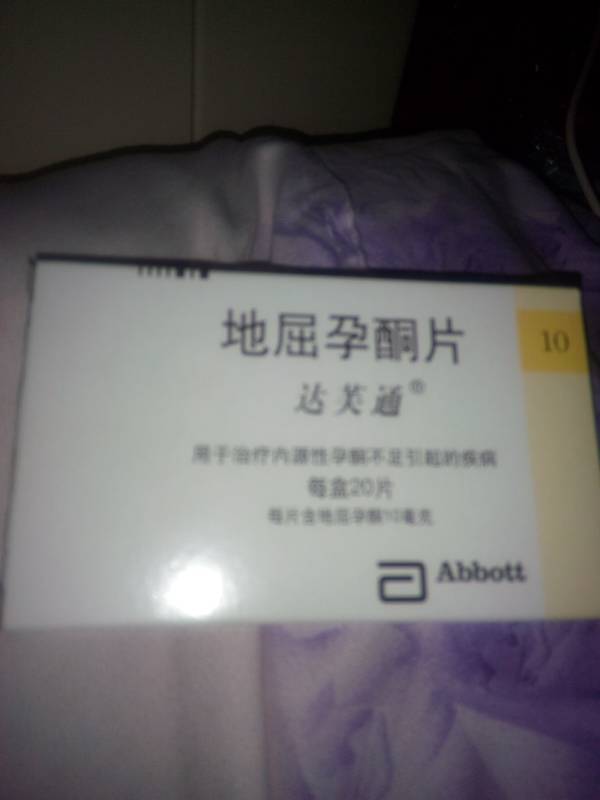 地屈孕酮片
10
达芙通®
用于治疗内源性孕酮不足引起的疾病
每盒20片
每片含地屈孕酮10毫克
Abbott